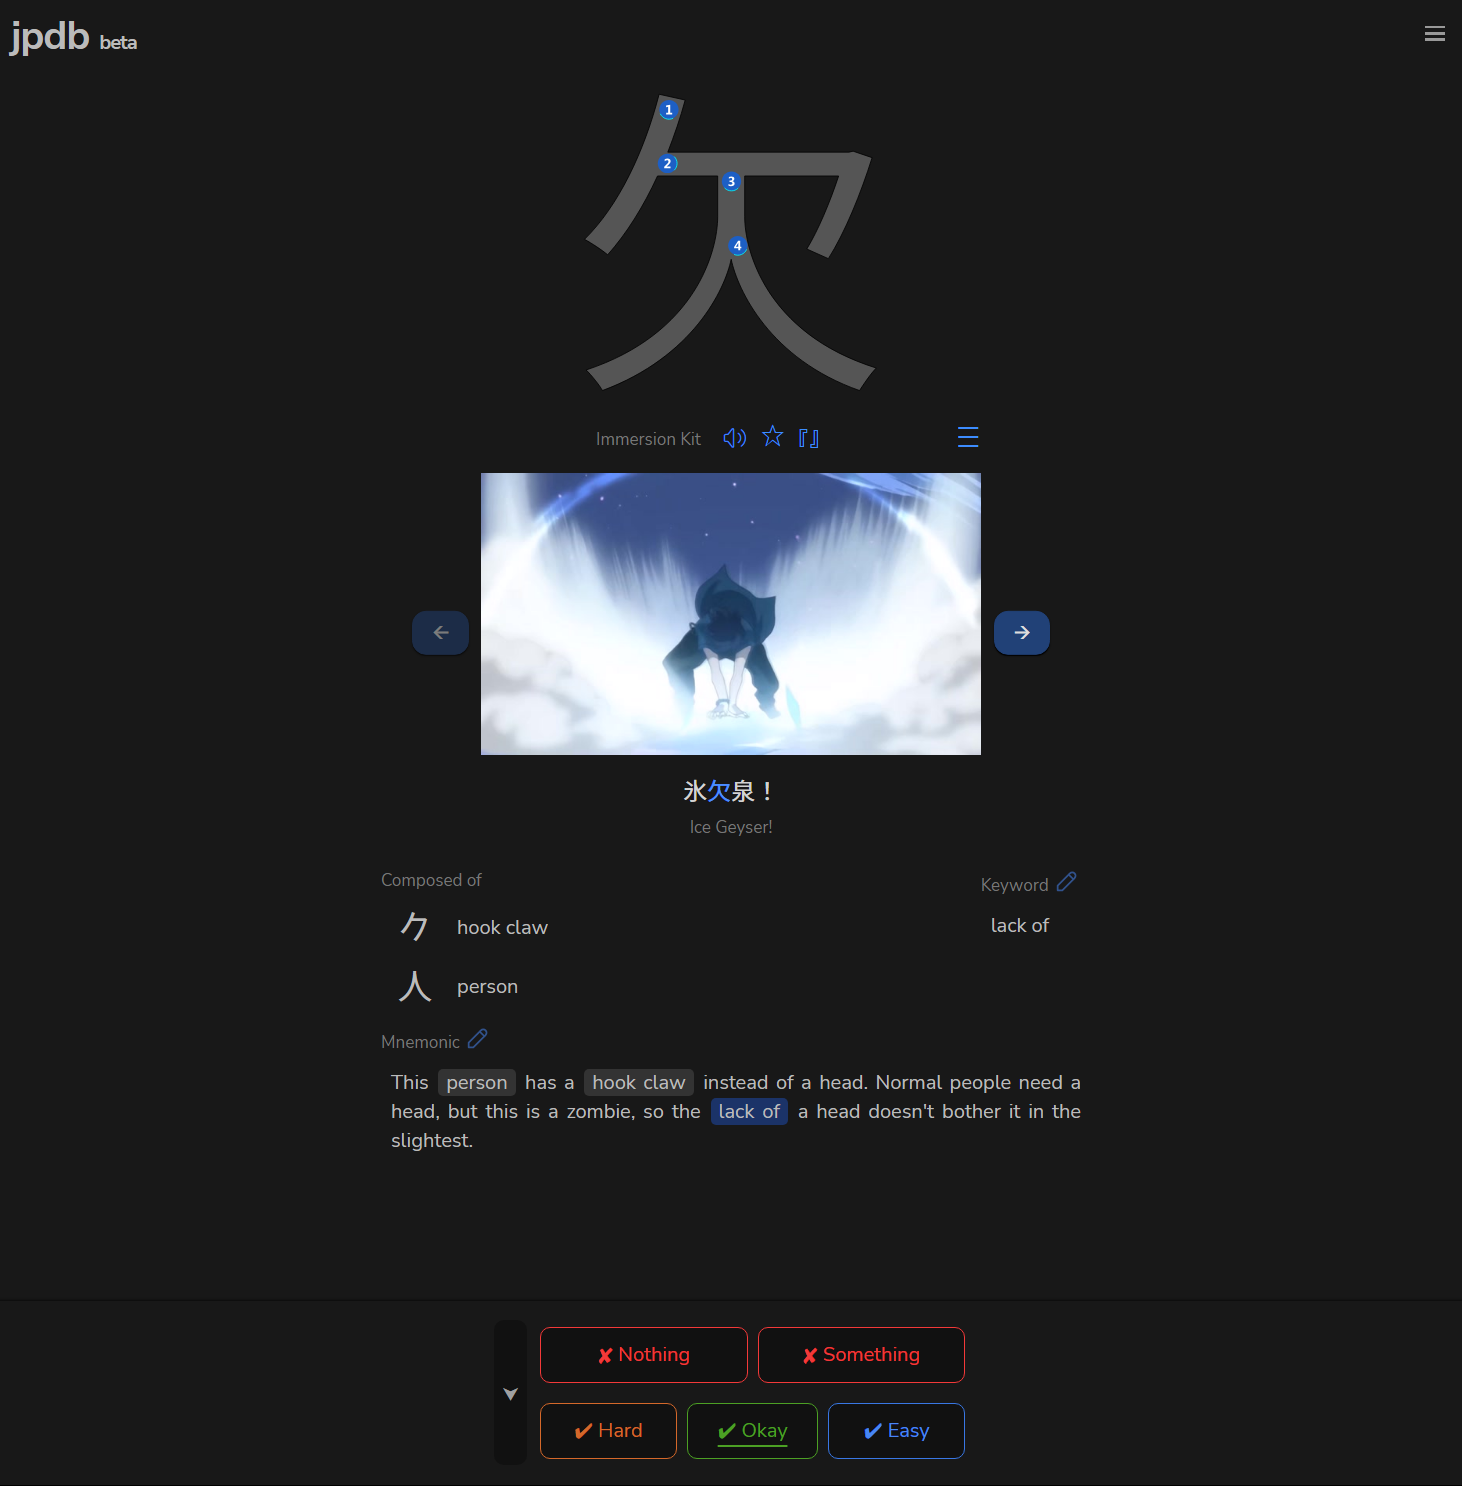 jpdb beta
欠
1
2
3
4
Immersion Kit 『』
氷欠泉！
Ice Geyser!
Composed of
Keyword
𠂊 hook claw
lack of
人 person
Mnemonic
This person has a hook claw instead of a head. Normal people need a
head, but this is a zombie, so the lack of a head doesn't bother it in the
slightest.
✘ Nothing
✘ Something
✔ Hard
✔ Okay
✔ Easy